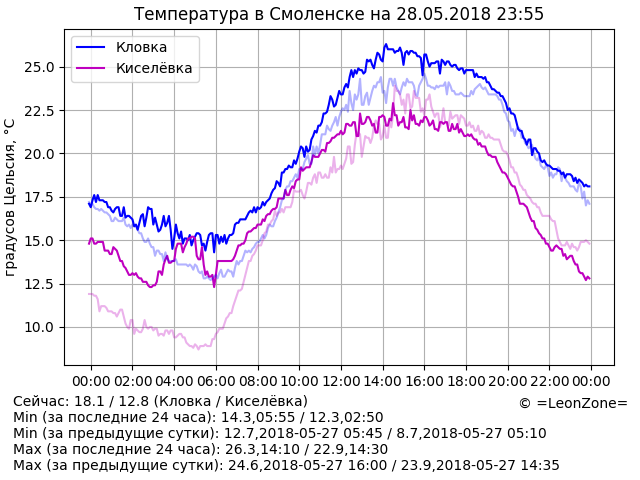 Температура в Смоленске на 28.05.2018 23:55
Кловка
Киселёвка
градусов Цельсия, °C
25.0
22.5
20.0
17.5
15.0
12.5
10.0
00:00 02:00 04:00 06:00 08:00 10:00 12:00 14:00 16:00 18:00 20:00 22:00 00:00
Сейчас: 18.1 / 12.8 (Кловка / Киселёвка)
© =LeonZone=
Min (за последние 24 часа): 14.3,05:55 / 12.3,02:50
Min (за предыдущие сутки): 12.7,2018-05-27 05:45 / 8.7,2018-05-27 05:10
Max (за последние 24 часа): 26.3,14:10 / 22.9,14:30
Max (за предыдущие сутки): 24.6,2018-05-27 16:00 / 23.9,2018-05-27 14:35